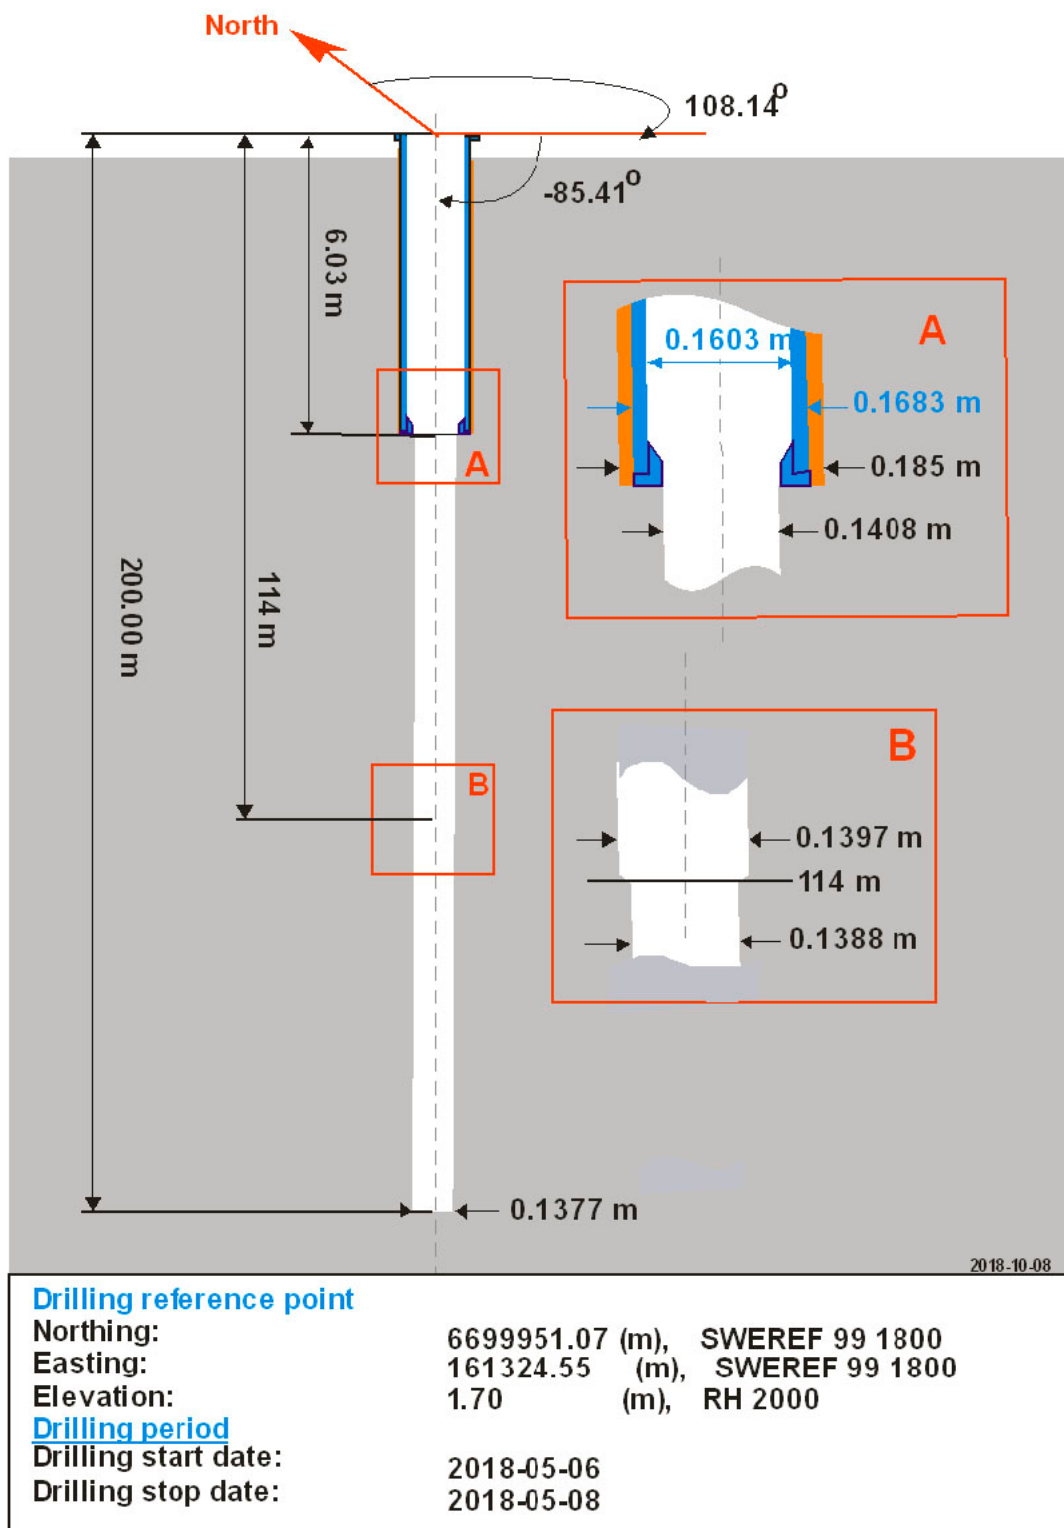 North
108.14°
-85.41°
6.03 m
A
0.1603 m
0.1683 m
A
0.185 m
0.1408 m
200.00 m
114 m
B
B
0.1397 m
114 m
0.1388 m
0.1377 m
2018-10-08
Drilling reference point
Northing: 6699951.07 (m), SWEREF 99 1800
Easting: 161324.55 (m), SWEREF 99 1800
Elevation: 1.70 (m), RH 2000
Drilling period
Drilling start date: 2018-05-06
Drilling stop date: 2018-05-08